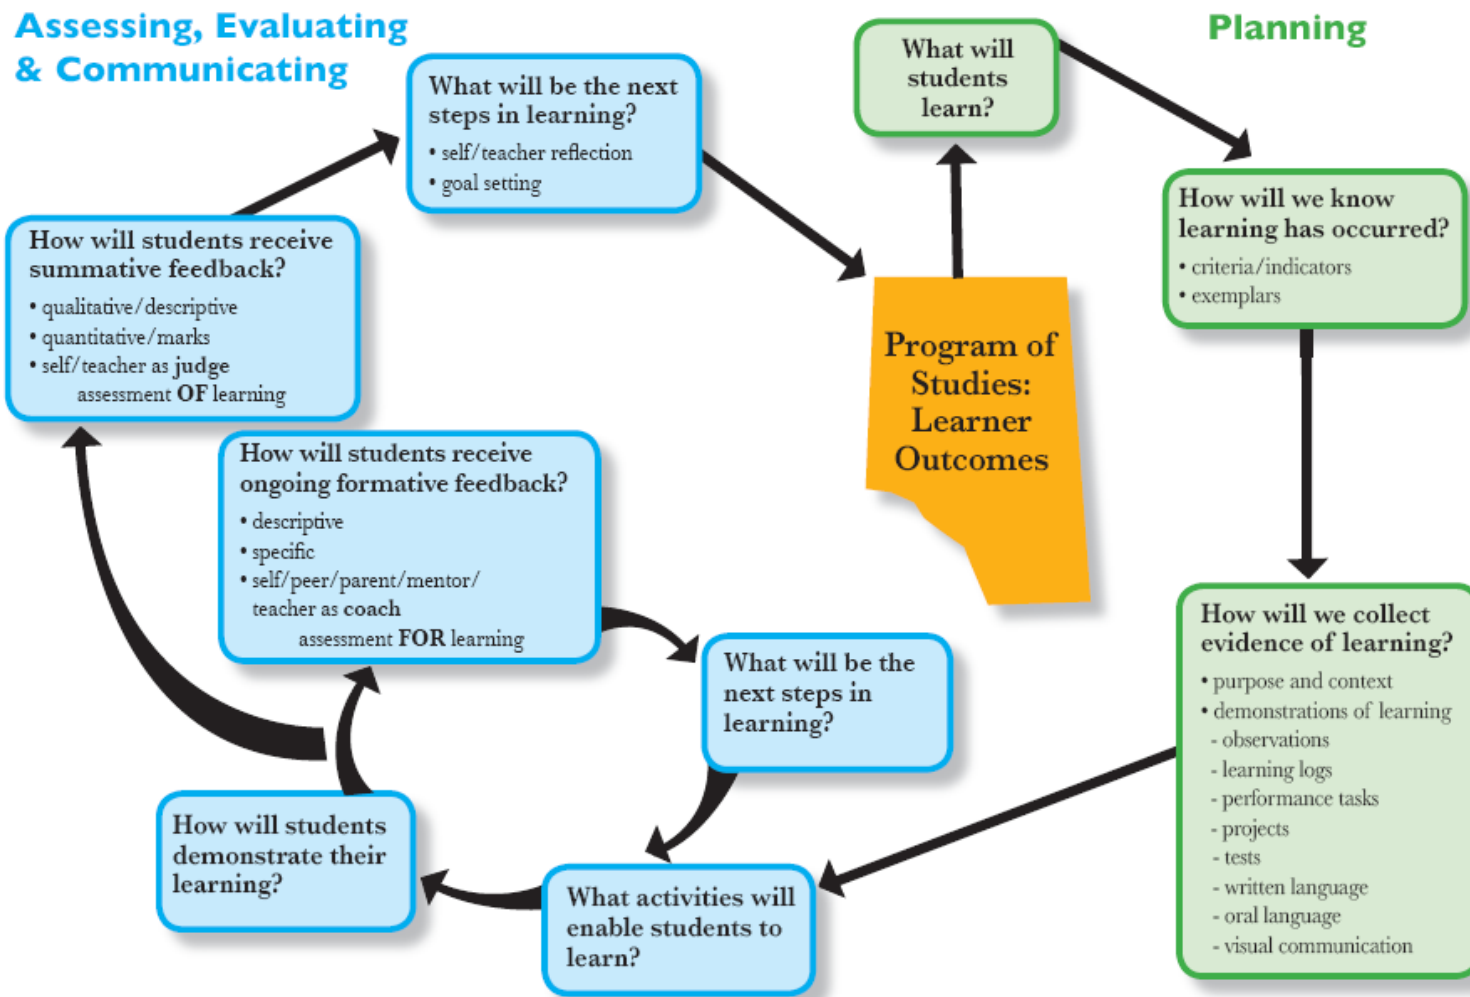 Assessing, Evaluating
& Communicating
Planning
What will
students
learn?
How will we know
learning has occurred?
• criteria/indicators
• exemplars
How will we collect
evidence of learning?
• purpose and context
• demonstrations of learning
- observations
- learning logs
- performance tasks
- projects
- tests
- written language
- oral language
- visual communication
What activities will
enable students to
learn?
How will students
demonstrate their
learning?
How will students receive
ongoing formative feedback?
• descriptive
• specific
• self/peer/parent/mentor/
teacher as coach
assessment FOR learning
What will be the
next steps in
learning?
How will students receive
summative feedback?
• qualitative/descriptive
• quantitative/marks
• self/teacher as judge
assessment OF learning
What will be the next
steps in learning?
• self/teacher reflection
• goal setting
Program of
Studies:
Learner
Outcomes